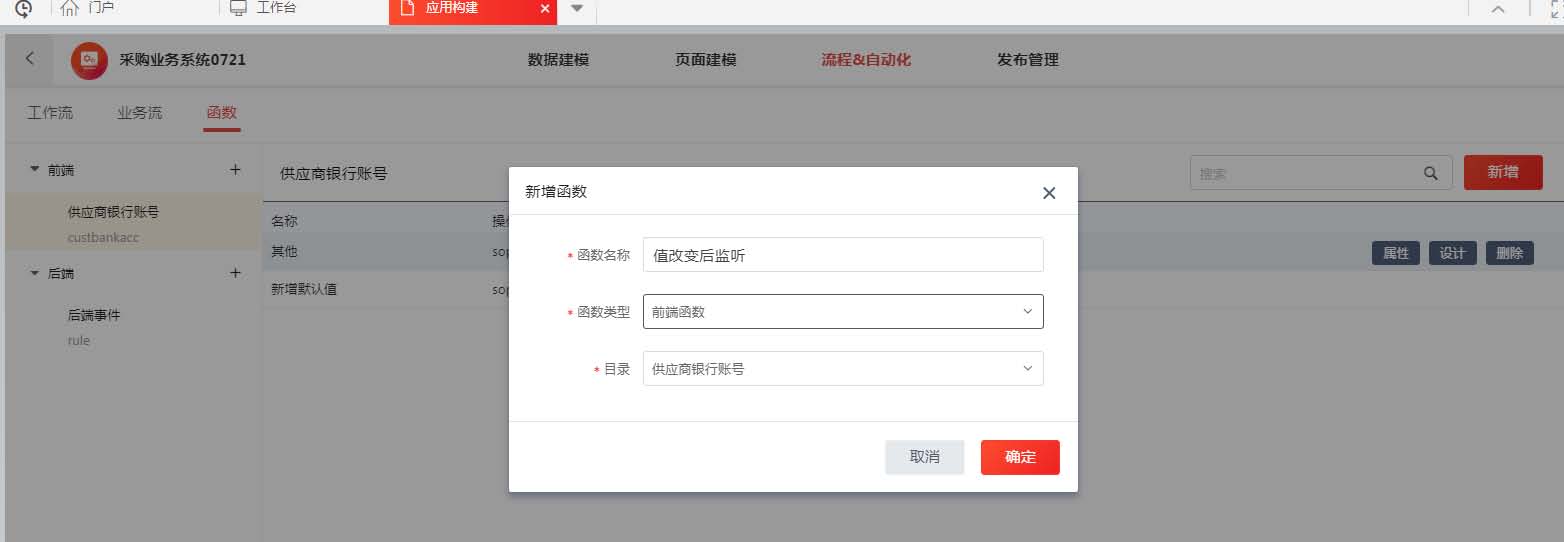 门户 工作台 应用构建
采购业务系统0721 数据建模 页面建模 流程&自动化 发布管理
工作流 业务流 函数
前端
供应商银行账号
custbankacc
后端
后端事件
rule
供应商银行账号 搜索 新增
名称
其他 属性 设计 删除
新增默认值
新增函数
* 函数名称 值改变后监听
* 函数类型 前端函数
* 目录 供应商银行账号
取消 确定